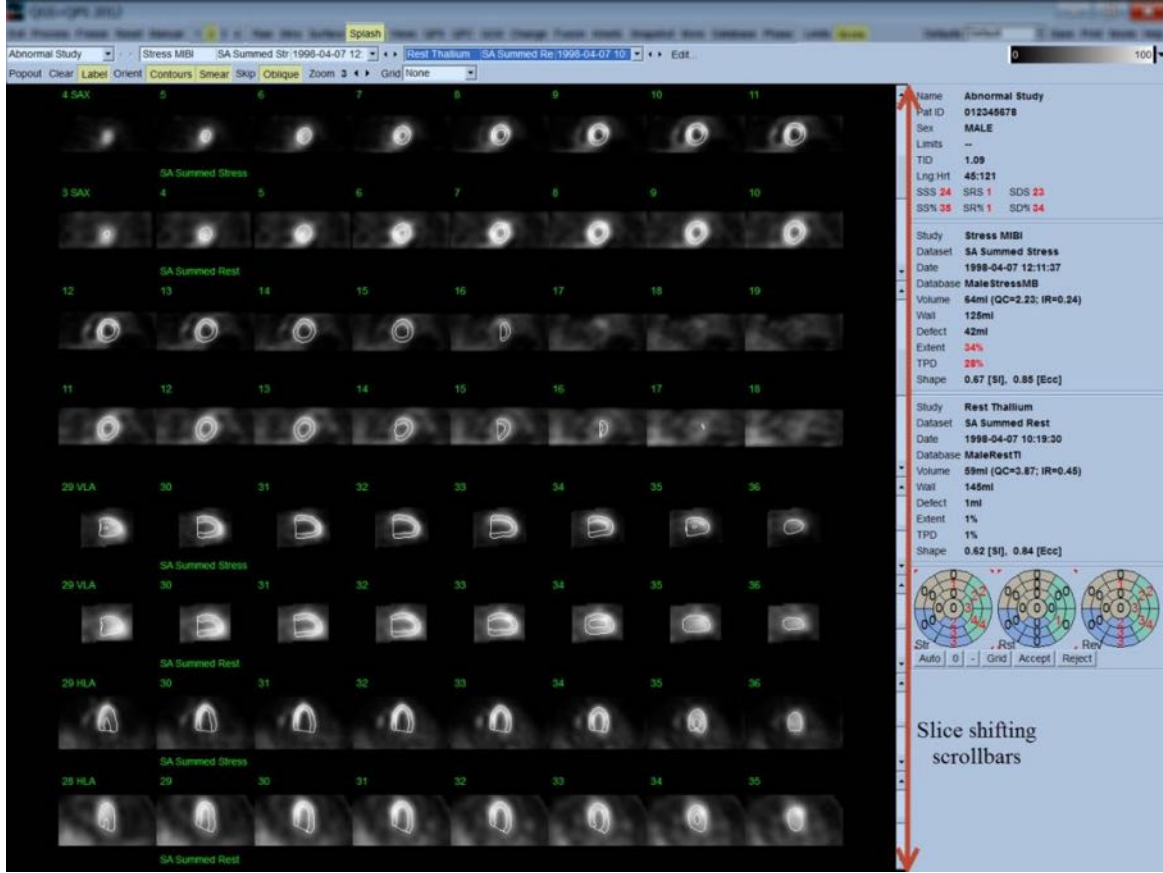 QGS+QPS 2012
Splash
Abnormal Study Stress MIBI SA Summed Str 1998-04-07 12: Rest Thallium SA Summed Re 1998-04-07 10: Edit...
Popout Clear Label Orient Contours Smear Skip Oblique Zoom 3 Grid None
0 100
4 SAX 5 6 7 8 9 10 11
SA Summed Stress
3 SAX 4 5 6 7 8 9 10
SA Summed Rest
12 13 14 15 16 17 18 19
11 12 13 14 15 16 17 18
29 VLA 30 31 32 33 34 35 36
SA Summed Stress
29 VLA 30 31 32 33 34 35 36
SA Summed Rest
29 HLA 30 31 32 33 34 35 36
SA Summed Stress
28 HLA 29 30 31 32 33 34 35
SA Summed Rest
Name Abnormal Study
Pat ID 012345678
Sex MALE
Limits --
TID 1.09
Lng:Hrt 45:121
SSS 24 SRS 1 SDS 23
SS% 35 SR% 1 SD% 34
Study Stress MIBI
Dataset SA Summed Stress
Date 1998-04-07 12:11:37
Database MaleStressMB
Volume 64ml (QC=2.23; IR=0.24)
Wall 125ml
Defect 42ml
Extent 34%
TPD 28%
Shape 0.67 [SI], 0.85 [Ecc]
Study Rest Thallium
Dataset SA Summed Rest
Date 1998-04-07 10:19:30
Database MaleRestTl
Volume 59ml (QC=3.87; IR=0.45)
Wall 145ml
Defect 1ml
Extent 1%
TPD 1%
Shape 0.62 [SI], 0.84 [Ecc]
Str Rst Rev
Auto 0 - Grid Accept Reject
Slice shifting
scrollbars